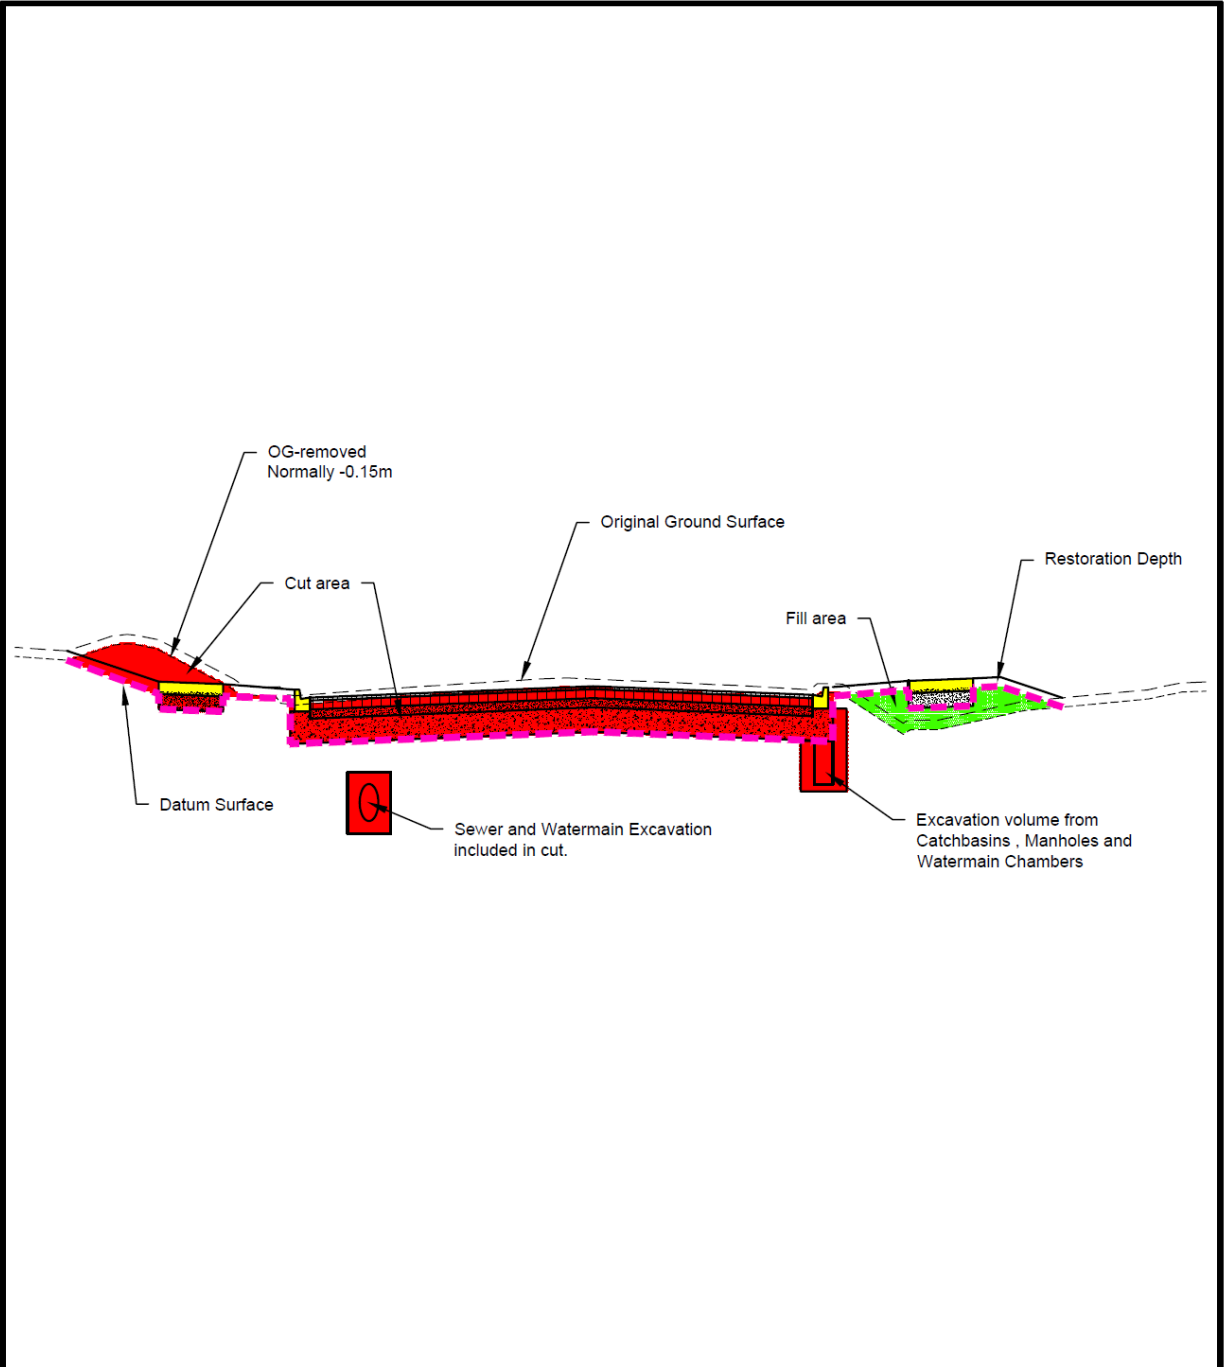 OG-removed
Normally -0.15m
Original Ground Surface
Restoration Depth
Cut area
Fill area
Datum Surface
Sewer and Watermain Excavation
included in cut.
Excavation volume from
Catchbasins , Manholes and
Watermain Chambers